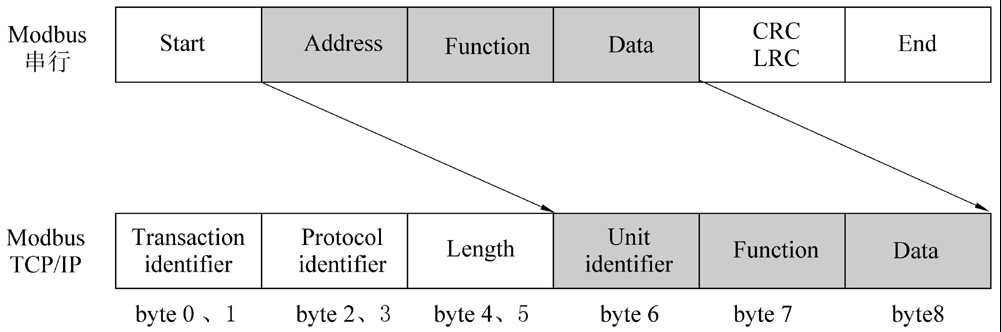 Modbus
串行
Start
Address
Function
Data
CRC
LRC
End
Modbus
TCP/IP
Transaction
identifier
Protocol
identifier
Length
Unit
identifier
Function
Data
byte 0 、1
byte 2、3
byte 4、5
byte 6
byte 7
byte8